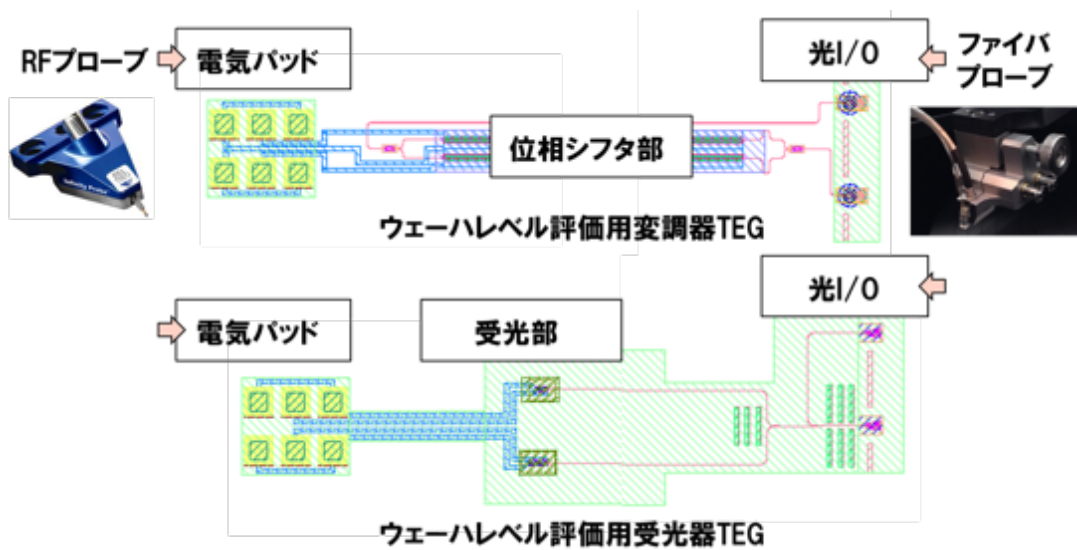 RFプローブ
電気パッド
光I/O
ファイバ
プローブ
位相シフタ部
Infinity Probe
ウェーハレベル評価用変調器TEG
光I/O
電気パッド
受光部
ウェーハレベル評価用受光器TEG